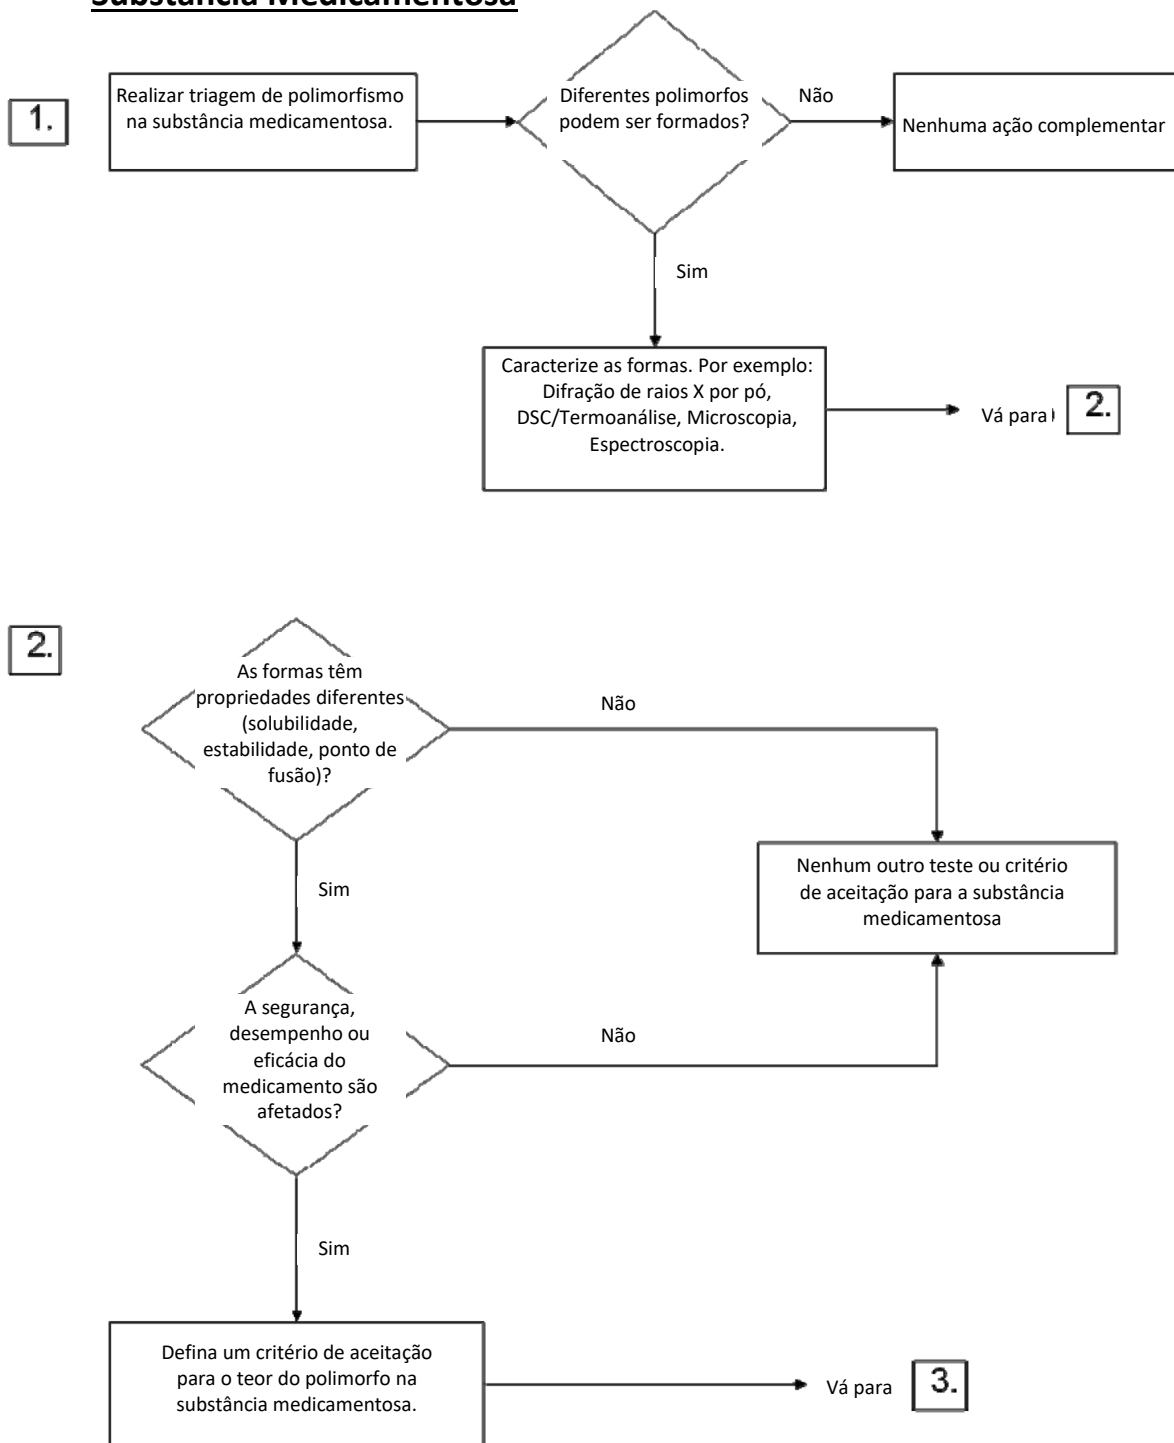 Substância Medicamentosa
1.
Realizar triagem de polimorfismo
na substância medicamentosa.
Diferentes polimorfos
podem ser formados?
Não
Nenhuma ação complementar
Sim
Caracterize as formas. Por exemplo:
Difração de raios X por pó,
DSC/Termoanálise, Microscopia,
Espectroscopia.
Vá para
2.
2.
As formas têm
propriedades diferentes
(solubilidade,
estabilidade, ponto de
fusão)?
Não
Sim
Nenhum outro teste ou critério
de aceitação para a substância
medicamentosa
A segurança,
desempenho ou
eficácia do
medicamento são
afetados?
Não
Sim
Defina um critério de aceitação
para o teor do polimorfo na
substância medicamentosa.
Vá para
3.